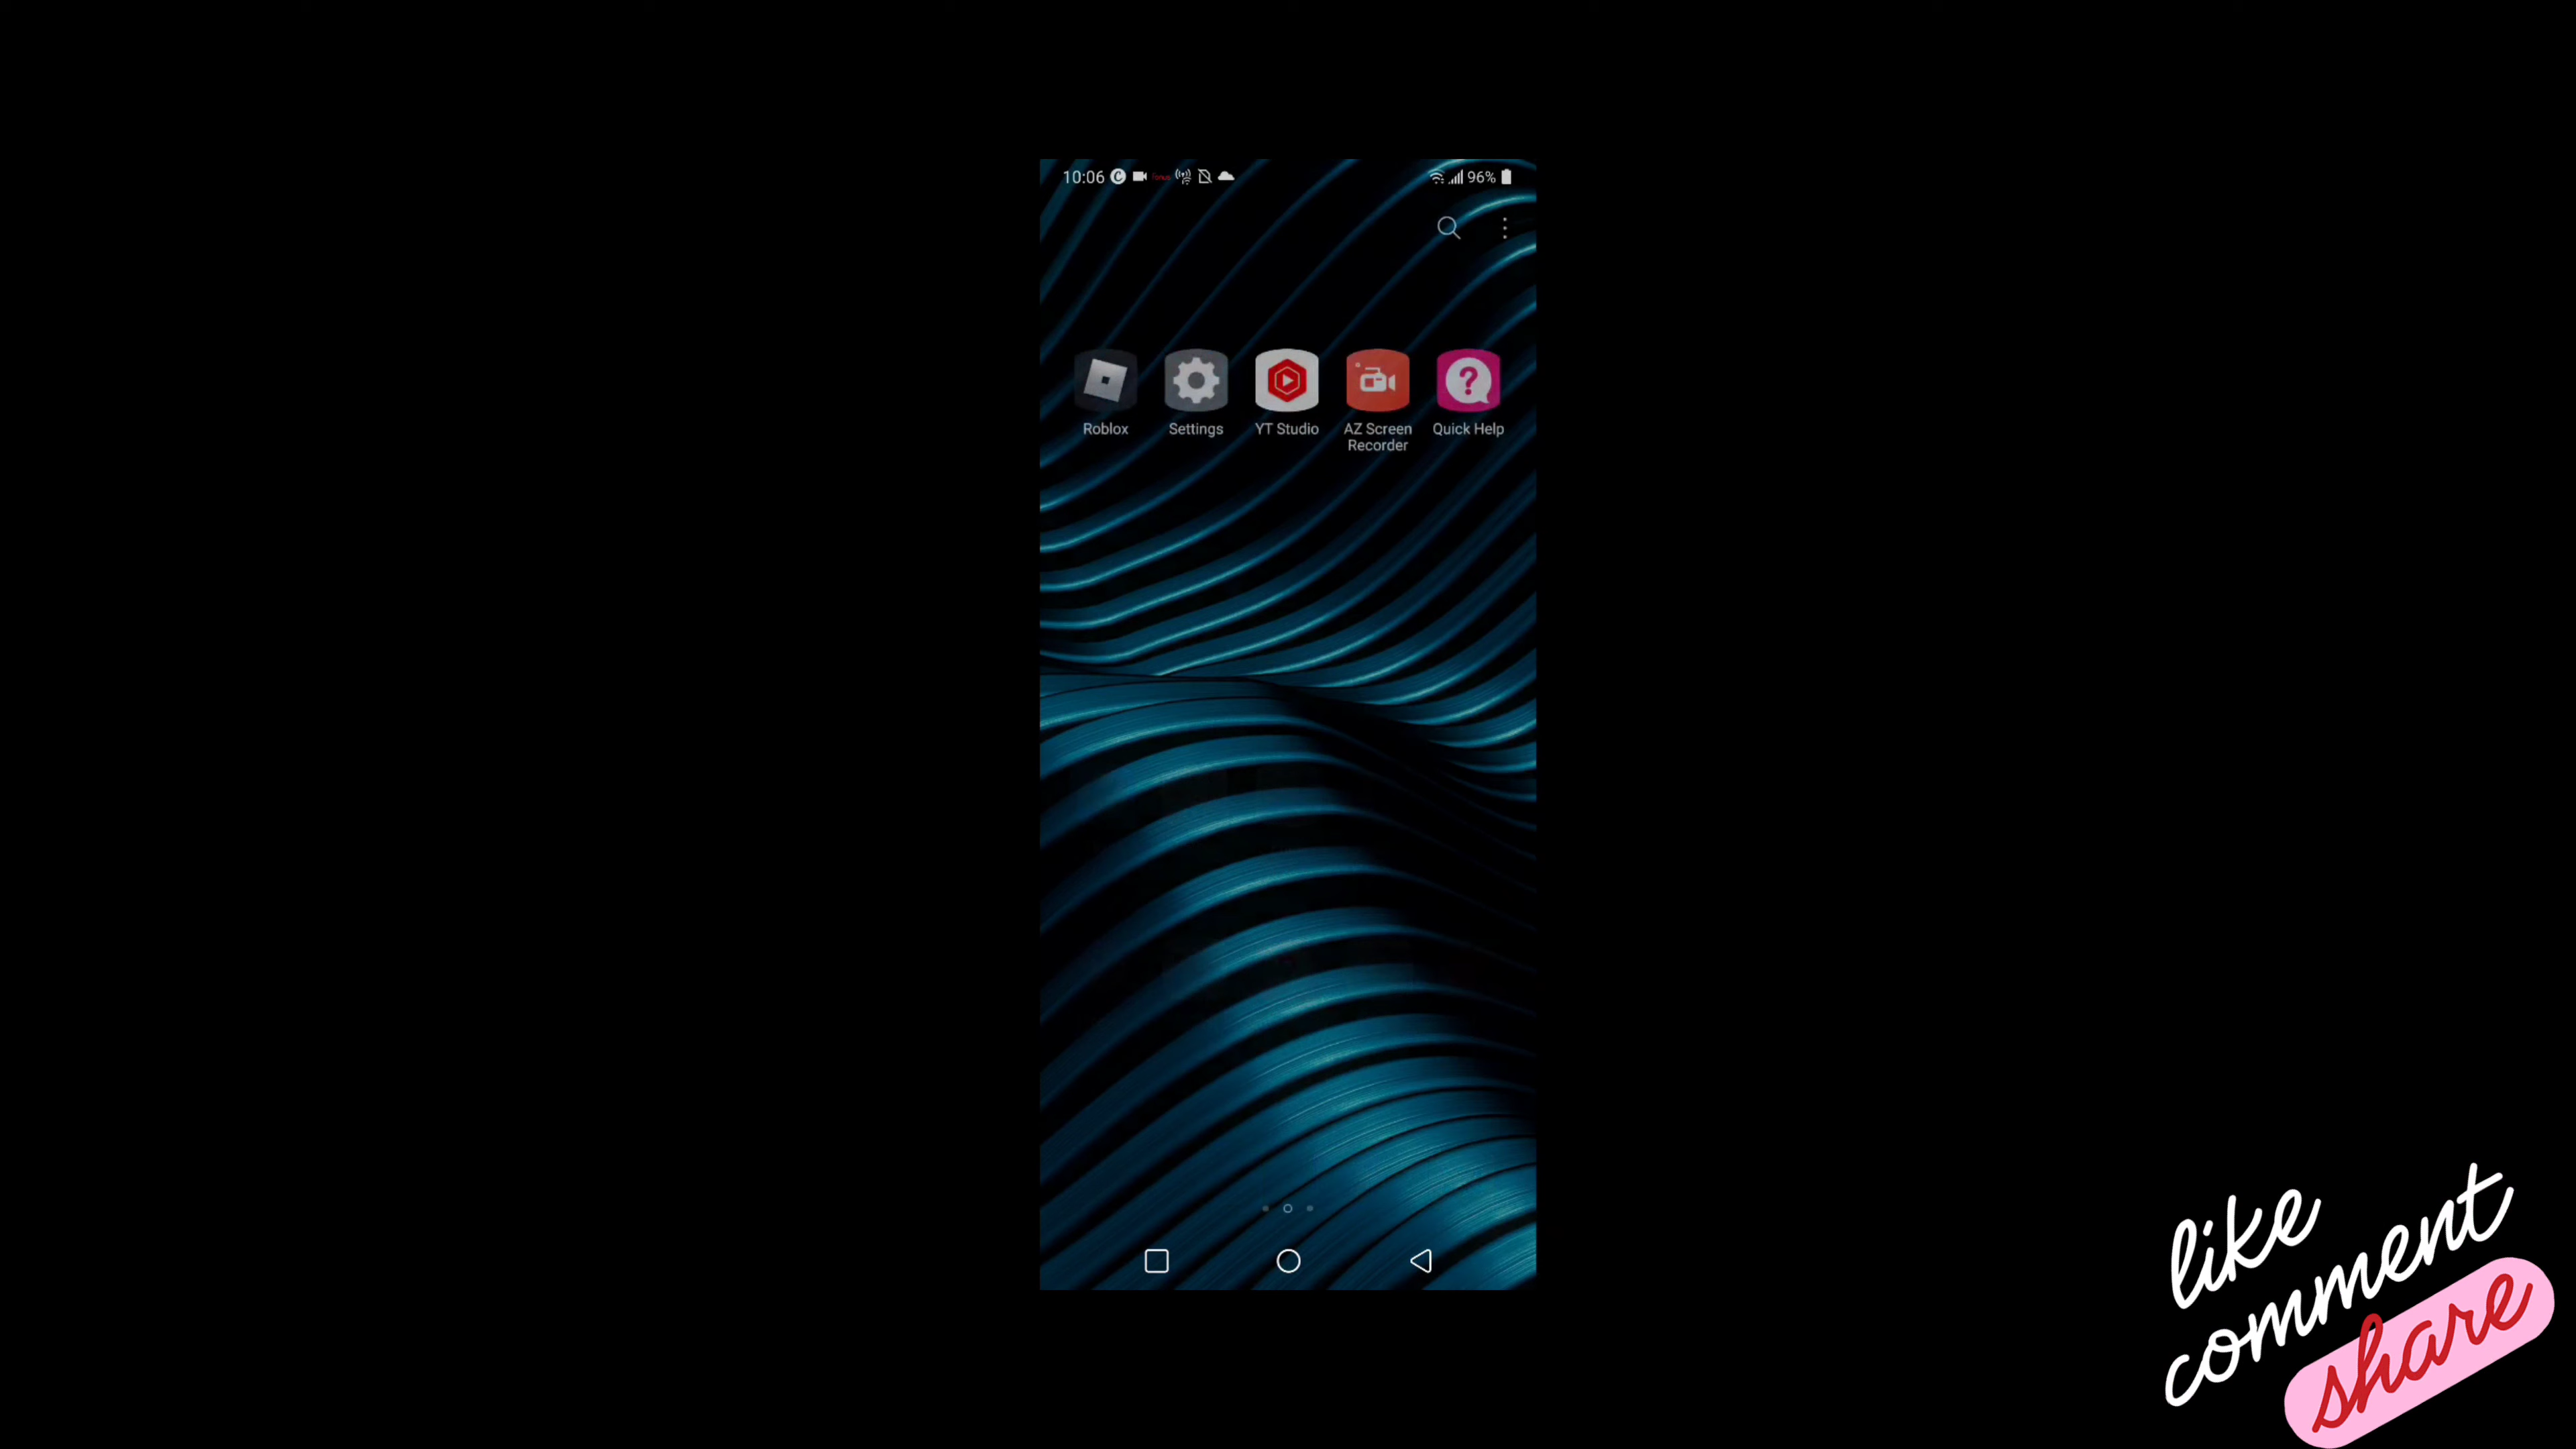 10:06
96%
Roblox
Settings
YT Studio
AZ Screen
Recorder
Quick Help
like
comment
share